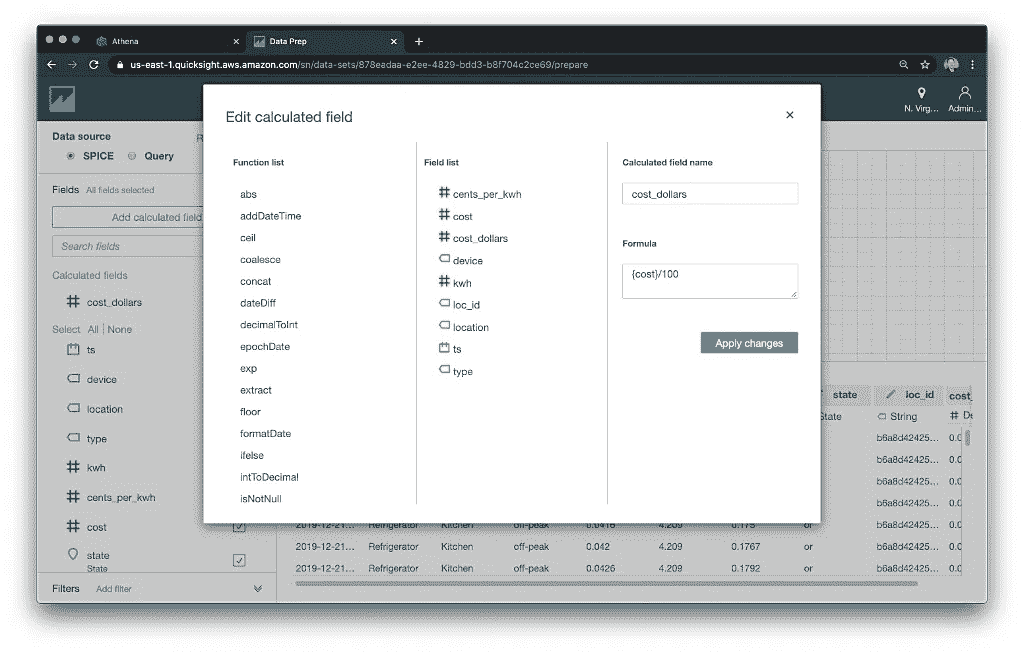 Athena
Data Prep
us-east-1.quicksight.aws.amazon.com/sn/data-sets/878eadaa-e2ee-4829-bdd3-b8f704c2ce69/prepare
N. Virg...
Admin...
Data source
SPICE
Query
Fields All fields selected
Add calculated field
Search fields
Calculated fields
cost_dollars
Select All | None
ts
device
location
type
kwh
cents_per_kwh
cost
state
State
Filters Add filter
Edit calculated field
Function list
abs
addDateTime
ceil
coalesce
concat
dateDiff
decimalToInt
epochDate
exp
extract
floor
formatDate
ifelse
intToDecimal
isNotNull
Field list
cents_per_kwh
cost
cost_dollars
device
kwh
loc_id
location
ts
type
Calculated field name
cost_dollars
Formula
{cost}/100
Apply changes
state loc_id cost_
State String De
b6a8d42425... 0.0
b6a8d42425... 0.0
b6a8d42425... 0.0
b6a8d42425... 0.0
2019-12-21... Refrigerator Kitchen off-peak 0.0416 4.209 0.175 or b6a8d42425... 0.0
2019-12-21... Refrigerator Kitchen off-peak 0.042 4.209 0.1767 or b6a8d42425... 0.0
2019-12-21... Refrigerator Kitchen off-peak 0.0426 4.209 0.1792 or b6a8d42425... 0.0